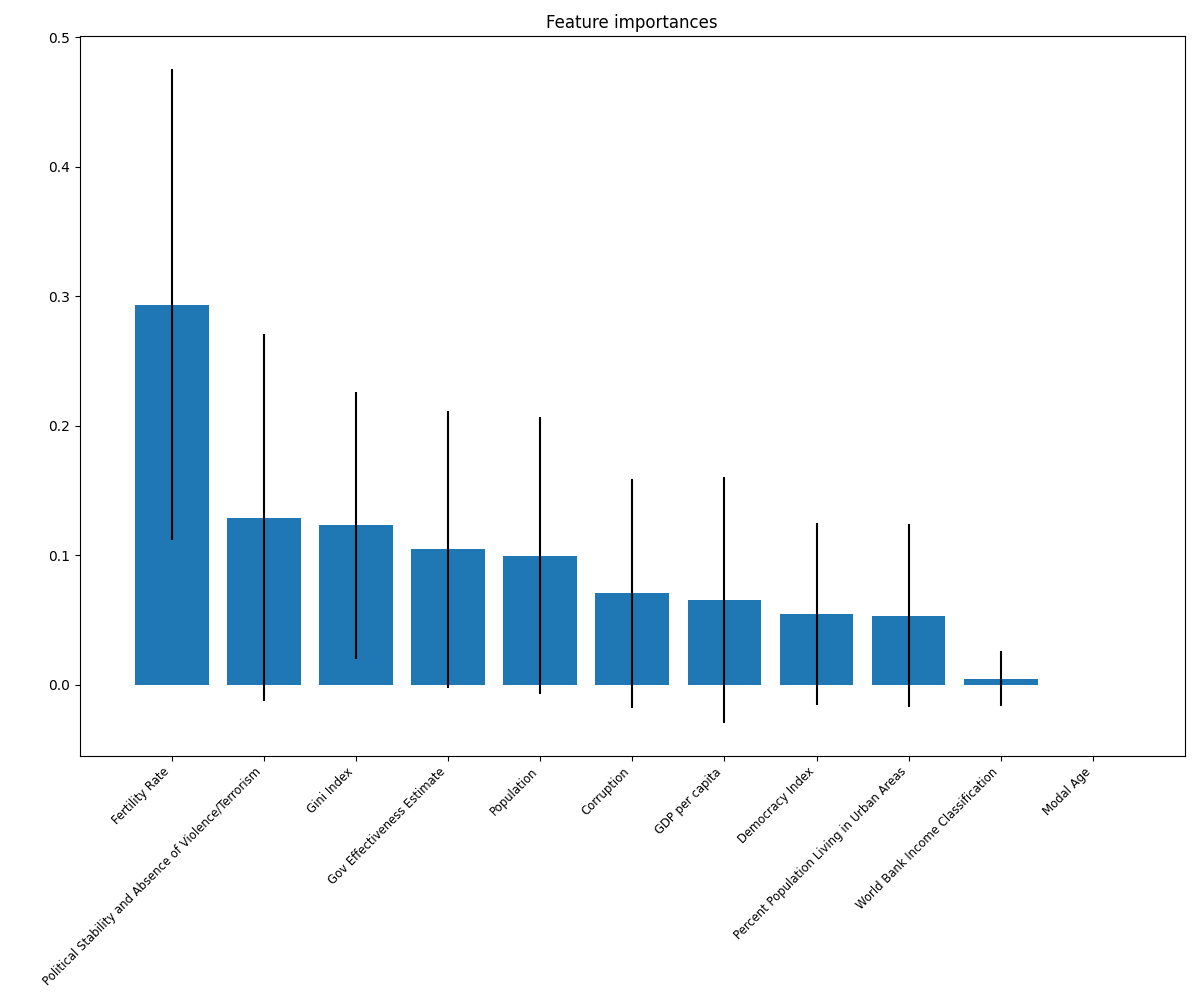 Feature importances
0.5
0.4
0.3
0.2
0.1
0.0
Fertility Rate
Political Stability and Absence of Violence/Terrorism
Gini Index
Gov Effectiveness Estimate
Population
Corruption
GDP per capita
Democracy Index
Percent Population Living in Urban Areas
World Bank Income Classification
Modal Age